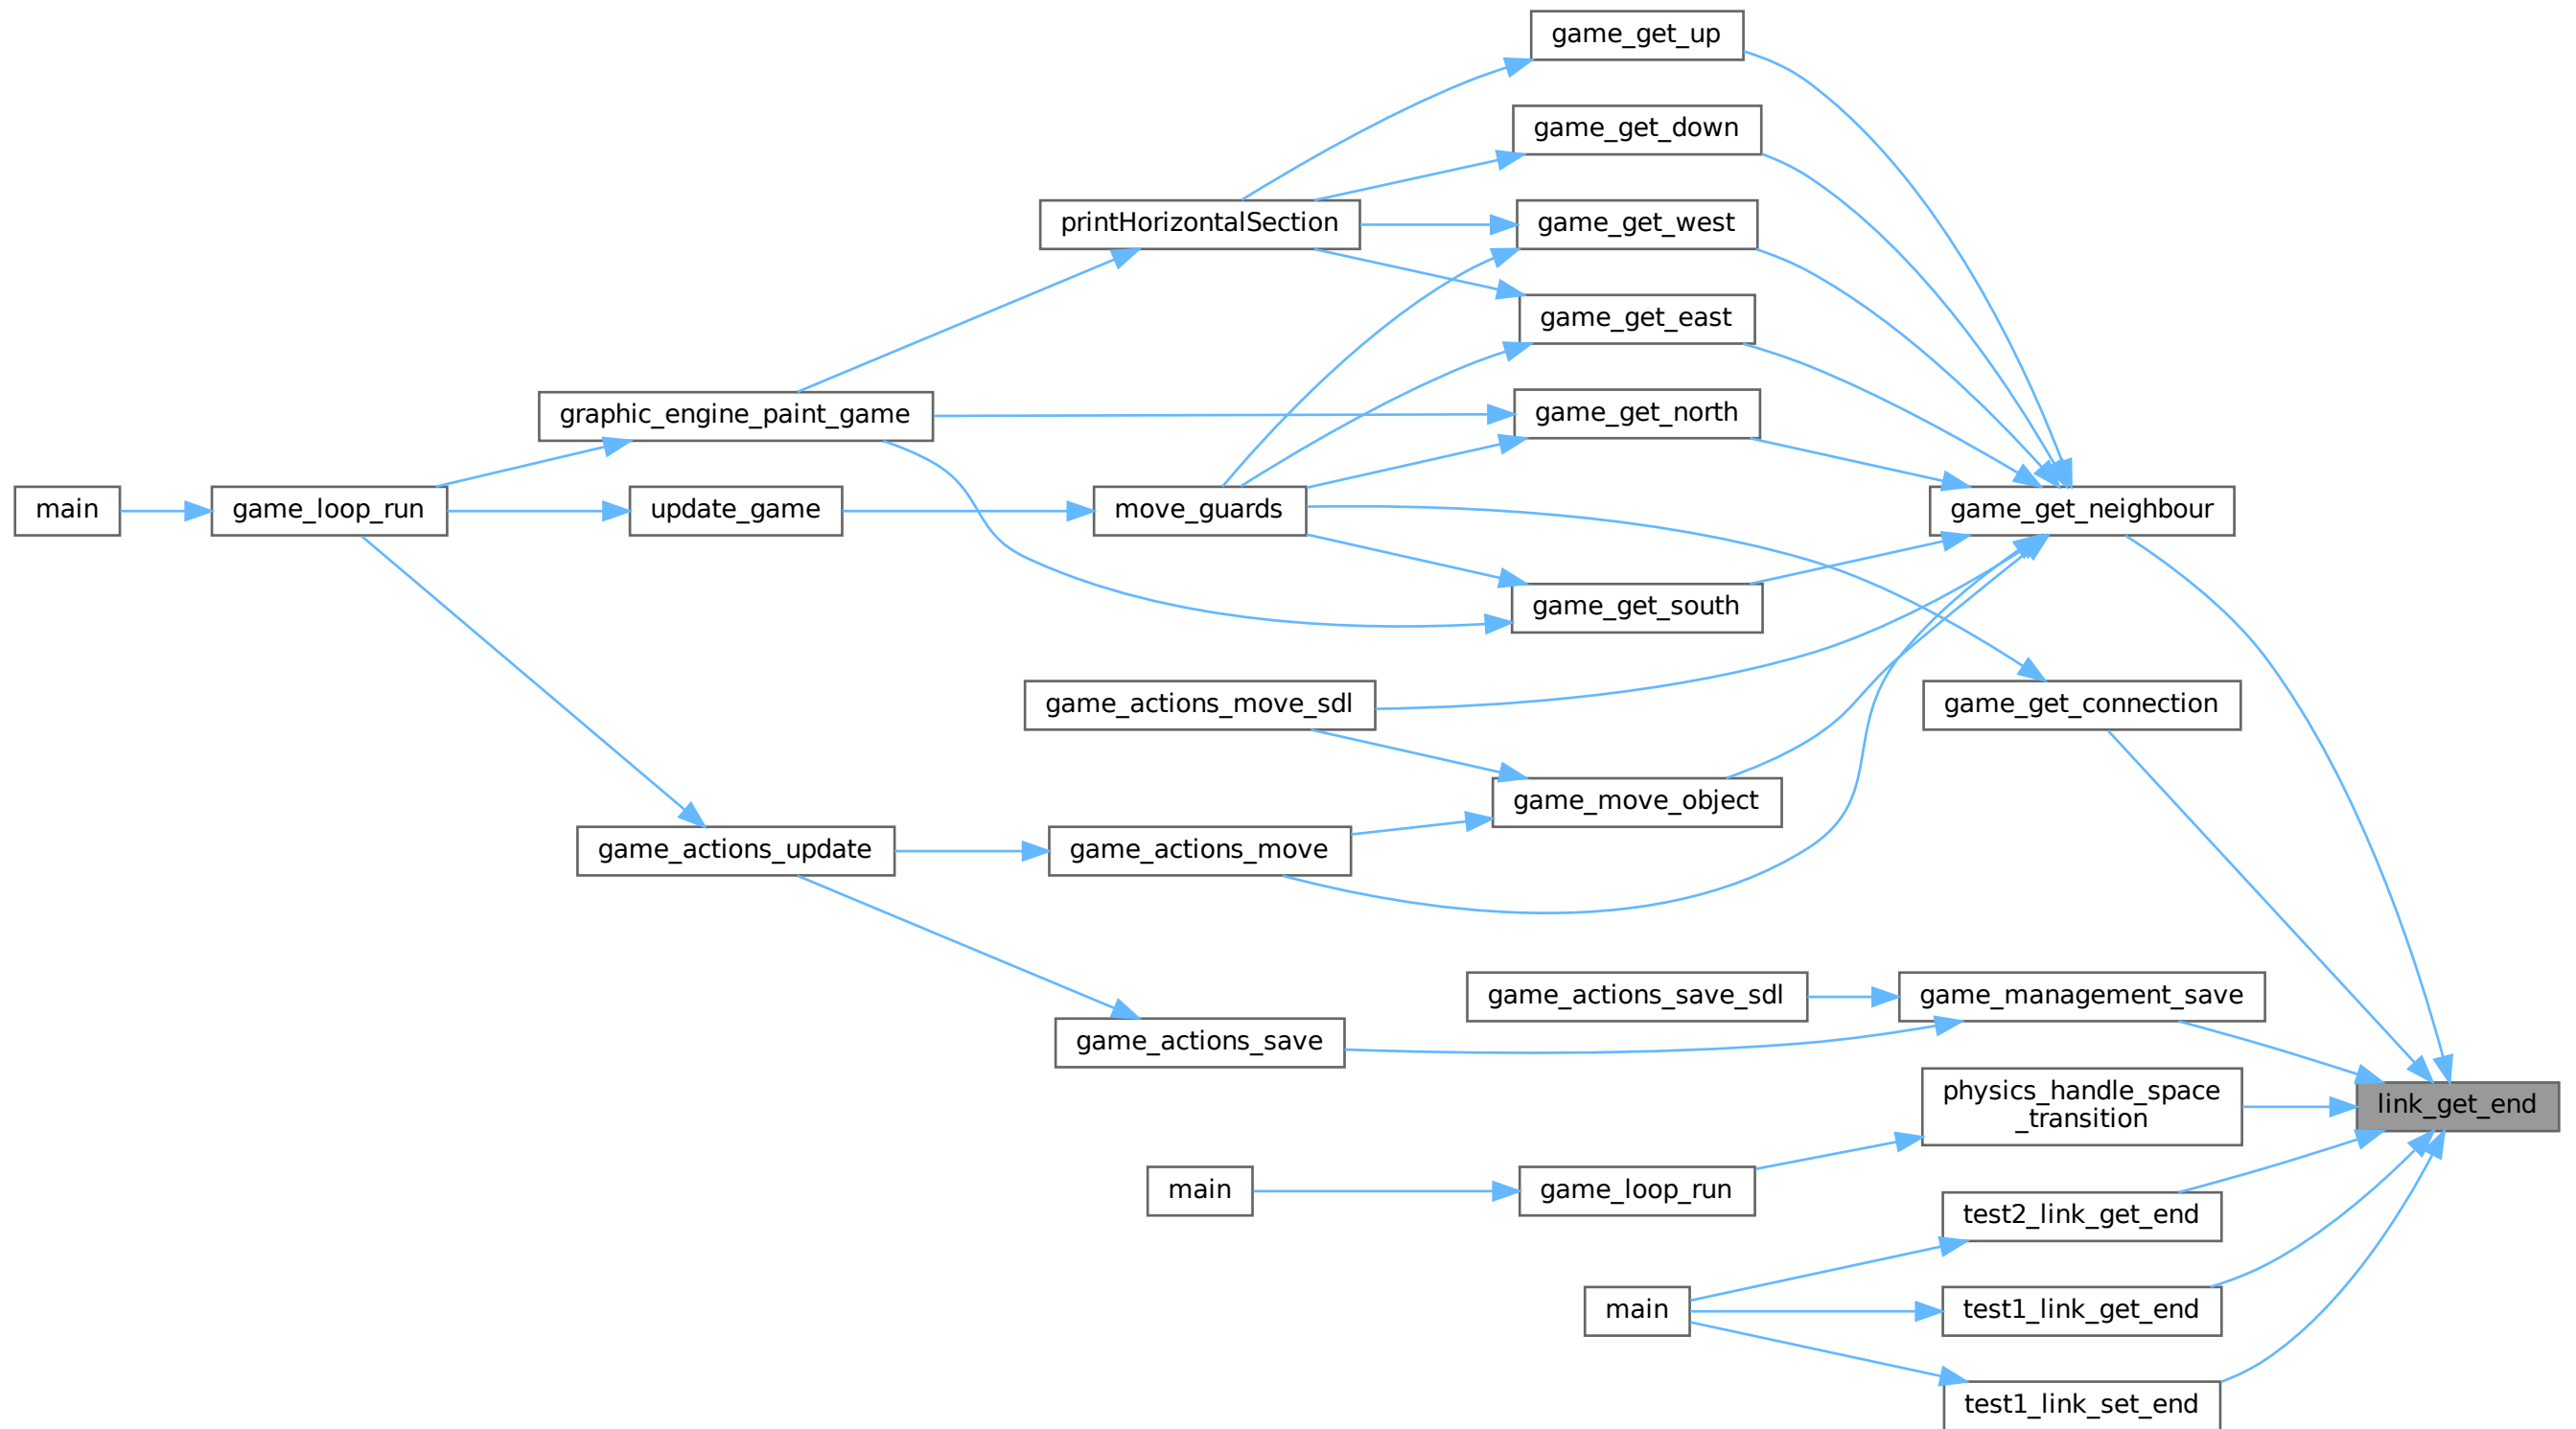 game_get_up
game_get_down
printHorizontalSection
game_get_west
game_get_east
graphic_engine_paint_game
game_get_north
main
game_loop_run
update_game
move_guards
game_get_neighbour
game_get_south
game_actions_move_sdl
game_get_connection
game_move_object
game_actions_update
game_actions_move
game_actions_save_sdl
game_management_save
game_actions_save
physics_handle_space
_transition
link_get_end
main
game_loop_run
test2_link_get_end
main
test1_link_get_end
test1_link_set_end